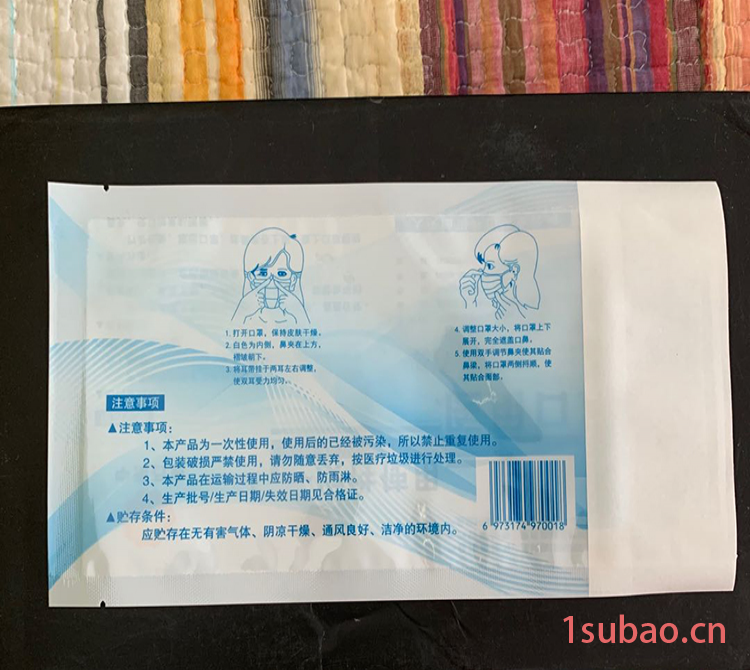 1. 打开口罩，保持皮肤干燥。
2. 白色为内侧，鼻夹在上方，
褶皱朝下。
3. 将耳带挂于两耳左右调整，
使双耳受力均匀。
4. 调整口罩大小，将口罩上下
展开，完全遮盖口鼻。
5. 使用双手调节鼻夹使其贴合
鼻梁，将口罩两侧抖顺，使
其贴合面部。
注意事项
▲注意事项：
1、本产品为一次性使用，使用后的已经被污染，所以禁止重复使用。
2、包装破损严禁使用，请勿随意丢弃，按医疗垃圾进行处理。
3、本产品在运输过程中应防晒、防雨淋。
4、生产批号/生产日期/失效日期见合格证。
▲贮存条件：
应贮存在无有害气体、阴凉干燥、通风良好、洁净的环境内。
6 973174 970018
1subao.cn